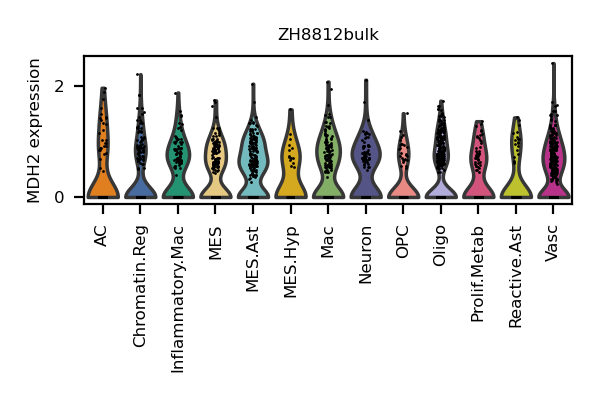 ZH8812bulk
MDH2 expression
2
0
AC
Chromatin.Reg
Inflammatory.Mac
MES
MES.Ast
MES.Hyp
Mac
Neuron
OPC
Oligo
Prolif.Metab
Reactive.Ast
Vasc